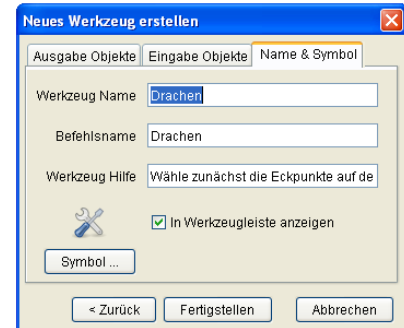 Neues Werkzeug erstellen
Ausgabe Objekte Eingabe Objekte Name & Symbol
Werkzeug Name Drachen
Befehlsname Drachen
Werkzeug Hilfe Wähle zunächst die Eckpunkte auf de
In Werkzeugleiste anzeigen
Symbol ...
< Zurück Fertigstellen Abbrechen